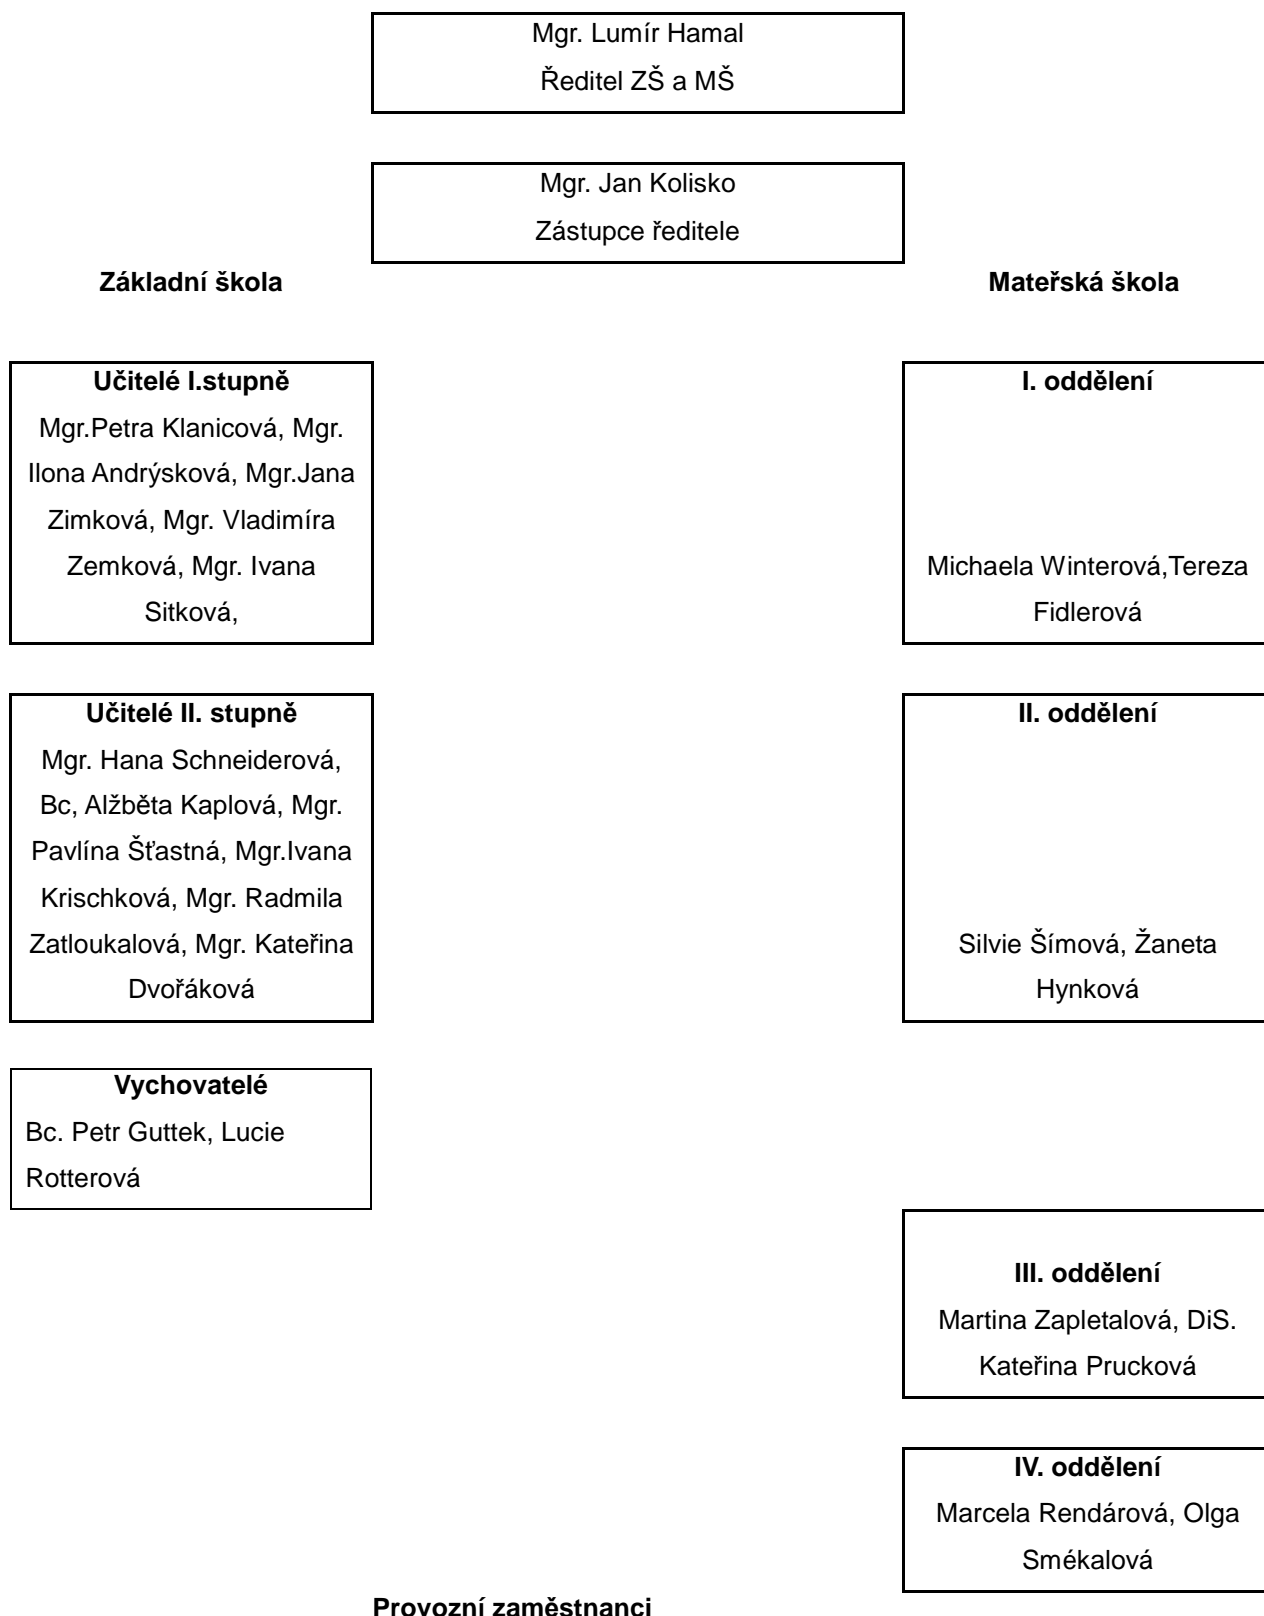 Mgr. Lumír Hamal
Ředitel ZŠ a MŠ
Mgr. Jan Kolisko
Zástupce ředitele
Základní škola
Mateřská škola
Učitelé I.stupně
Mgr.Petra Klanicová, Mgr.
Ilona Andrýsková, Mgr.Jana
Zimková, Mgr. Vladimíra
Zemková, Mgr. Ivana
Sitková,
I. oddělení
Michaela Winterová,Tereza
Fidlerová
Učitelé II. stupně
Mgr. Hana Schneiderová,
Bc, Alžběta Kaplová, Mgr.
Pavlína Šťastná, Mgr.Ivana
Krischková, Mgr. Radmila
Zatloukalová, Mgr. Kateřina
Dvořáková
II. oddělení
Silvie Šímová, Žaneta
Hynková
Vychovatelé
Bc. Petr Guttek, Lucie
Rotterová
III. oddělení
Martina Zapletalová, DiS.
Kateřina Prucková
IV. oddělení
Marcela Rendárová, Olga
Smékalová
Provozní zaměstnanci